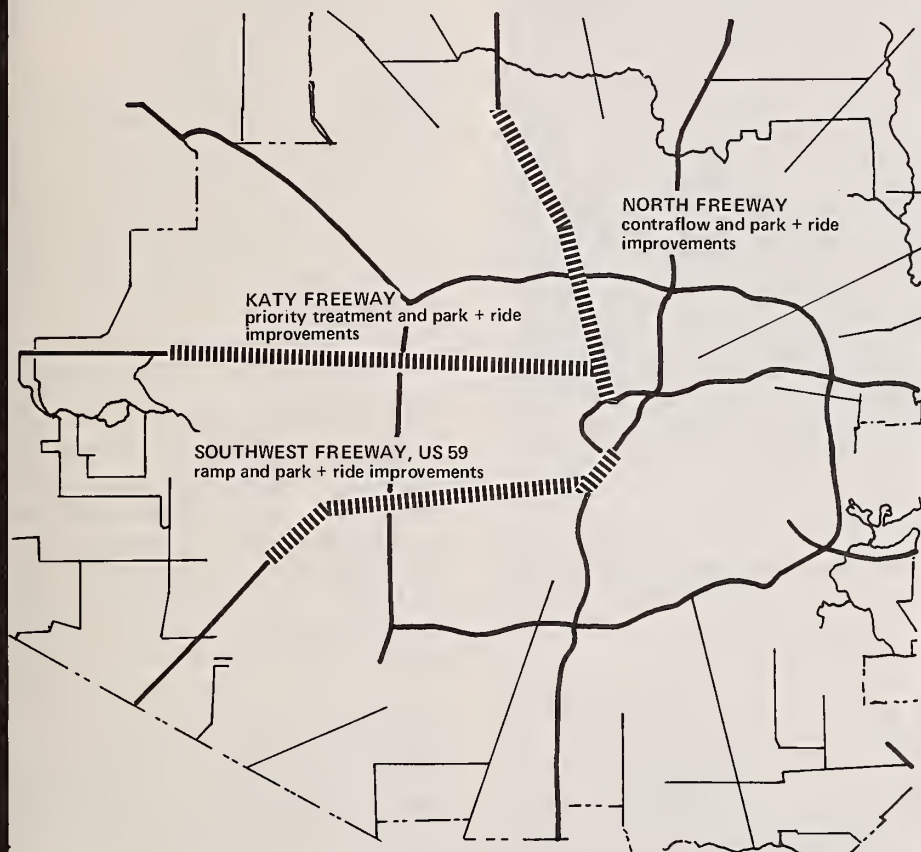 NORTH FREEWAY
contraflow and park + ride
improvements
KATY FREEWAY
priority treatment and park + ride
improvements
SOUTHWEST FREEWAY, US 59
ramp and park + ride improvements